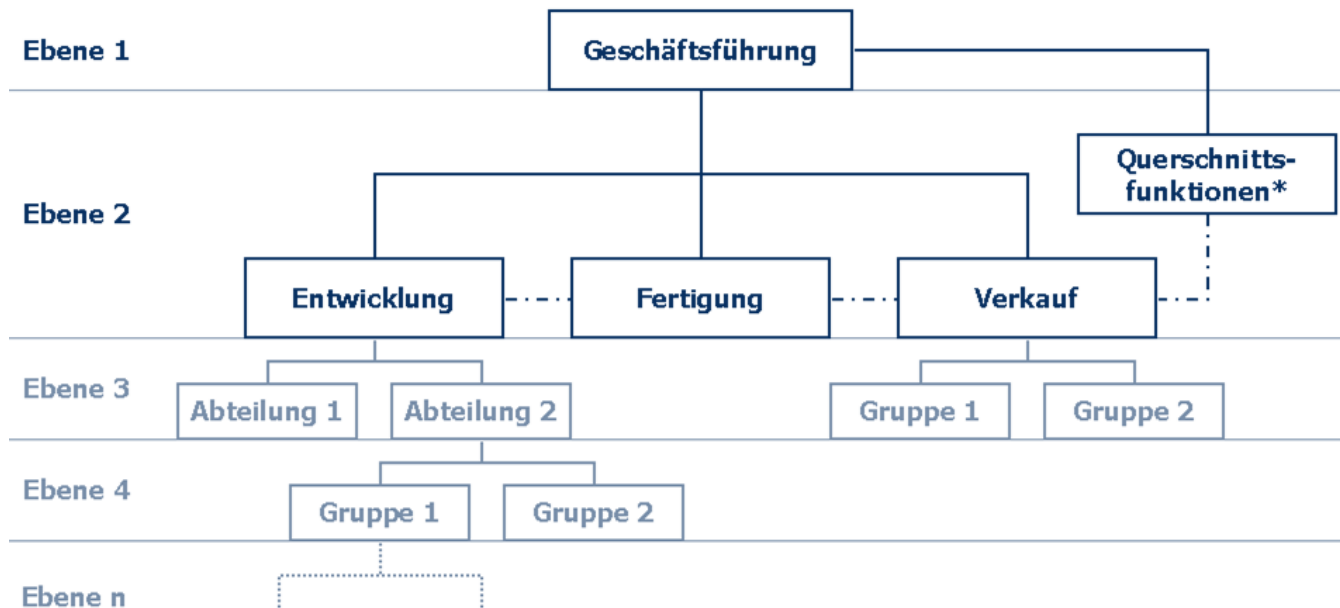 Ebene 1
Geschäftsführung
Querschnitts-
funktionen*
Ebene 2
Entwicklung
Fertigung
Verkauf
Ebene 3
Abteilung 1
Abteilung 2
Gruppe 1
Gruppe 2
Ebene 4
Gruppe 1
Gruppe 2
Ebene n